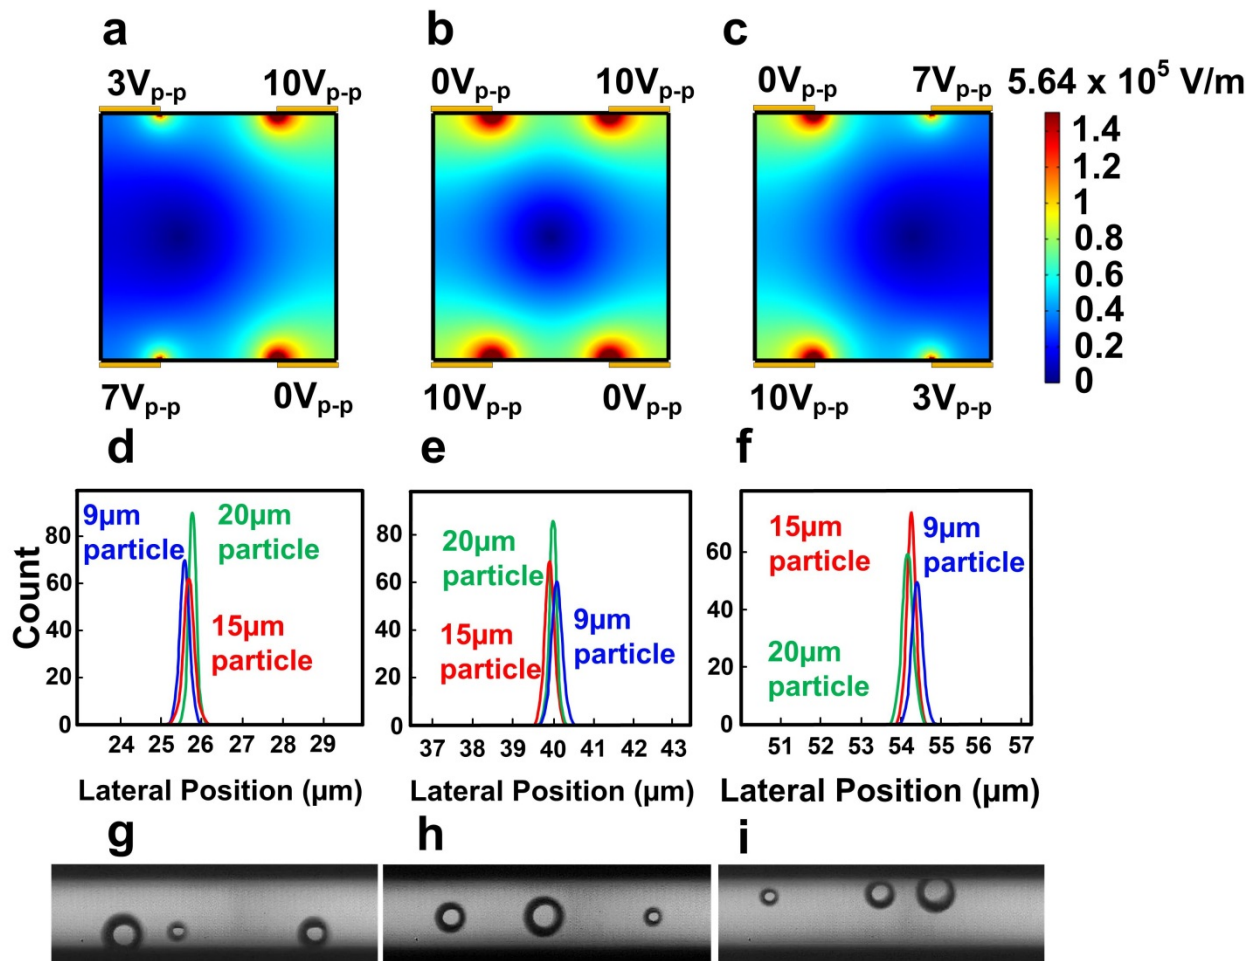 a
b
c
3Vp-p 10Vp-p
0Vp-p 10Vp-p
0Vp-p 7Vp-p
5.64 x 10⁵ V/m
1.4
1.2
1
0.8
0.6
0.4
0.2
0
7Vp-p 0Vp-p
10Vp-p 0Vp-p
10Vp-p 3Vp-p
d
Count
80
60
40
20
0
9µm
particle
20µm
particle
15µm
particle
24 25 26 27 28 29
Lateral Position (µm)
e
80
60
40
20
0
20µm
particle
15µm
particle
9µm
particle
37 38 39 40 41 42 43
Lateral Position (µm)
f
60
40
20
0
15µm
particle
9µm
particle
20µm
particle
51 52 53 54 55 56 57
Lateral Position (µm)
g
h
i